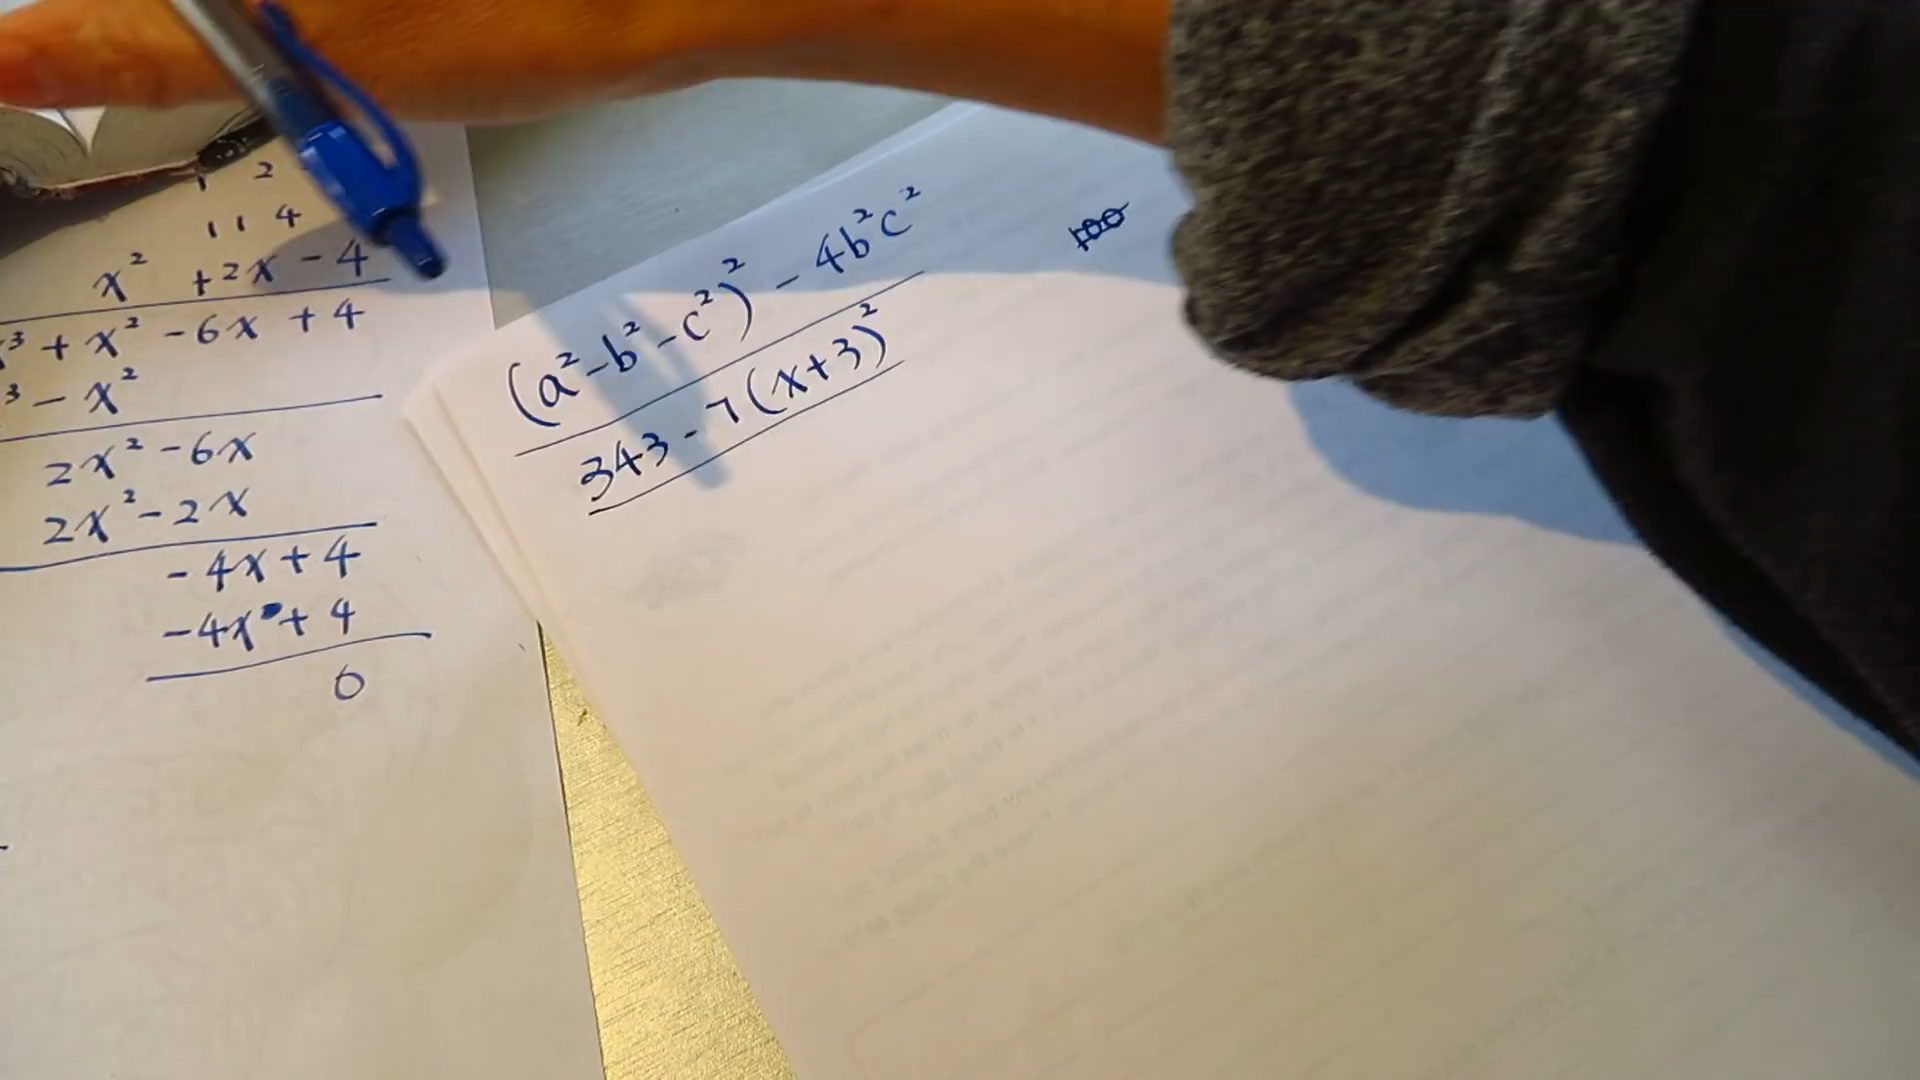 1 2
1 1 4
x² +2x - 4
³ + x² - 6x + 4
³ - x²
2x² - 6x
2x² - 2x
- 4x + 4
- 4x + 4
0
(a² - b² - c²)² - 4b²c²
343 - 7(x+3)²